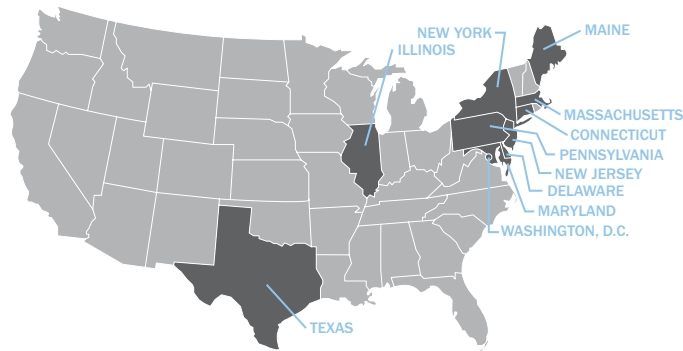 NEW YORK
MAINE
ILLINOIS
MASSACHUSETTS
CONNECTICUT
PENNSYLVANIA
NEW JERSEY
DELAWARE
MARYLAND
WASHINGTON, D.C.
TEXAS